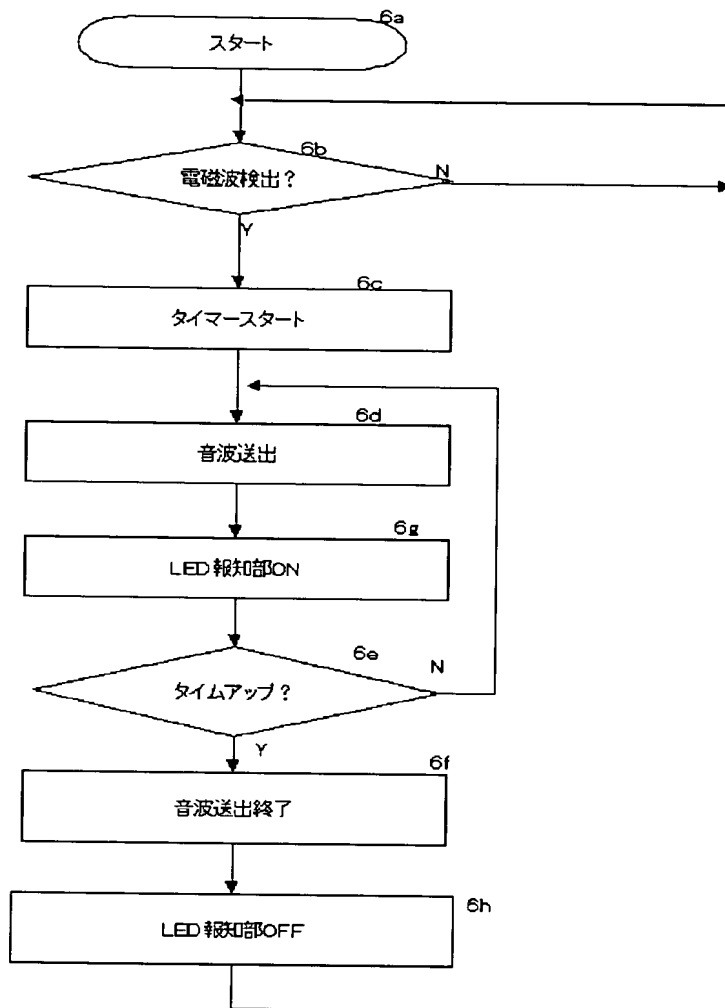 6a
スタート
6b
電磁波検出？
N
Y
6c
タイマースタート
6d
音波送出
6g
LED報知部ON
6e
タイムアップ？
N
Y
6f
音波送出終了
6h
LED報知部OFF